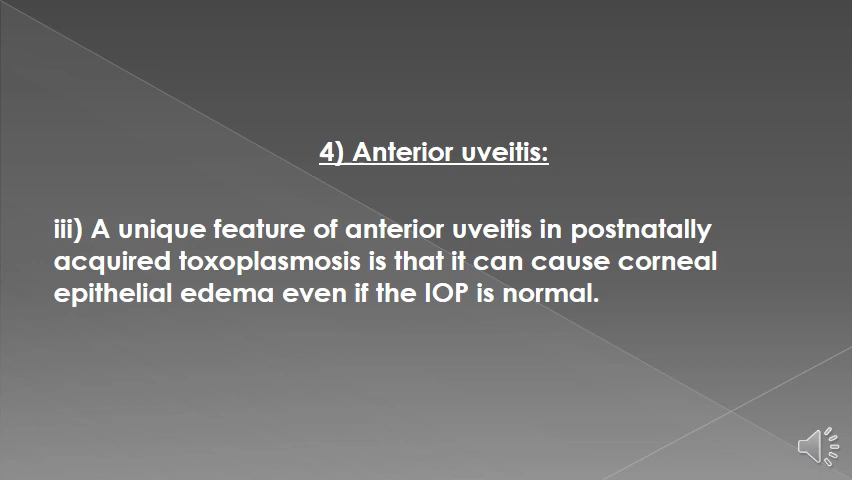 4) Anterior uveitis:
iii) A unique feature of anterior uveitis in postnatally
acquired toxoplasmosis is that it can cause corneal
epithelial edema even if the IOP is normal.